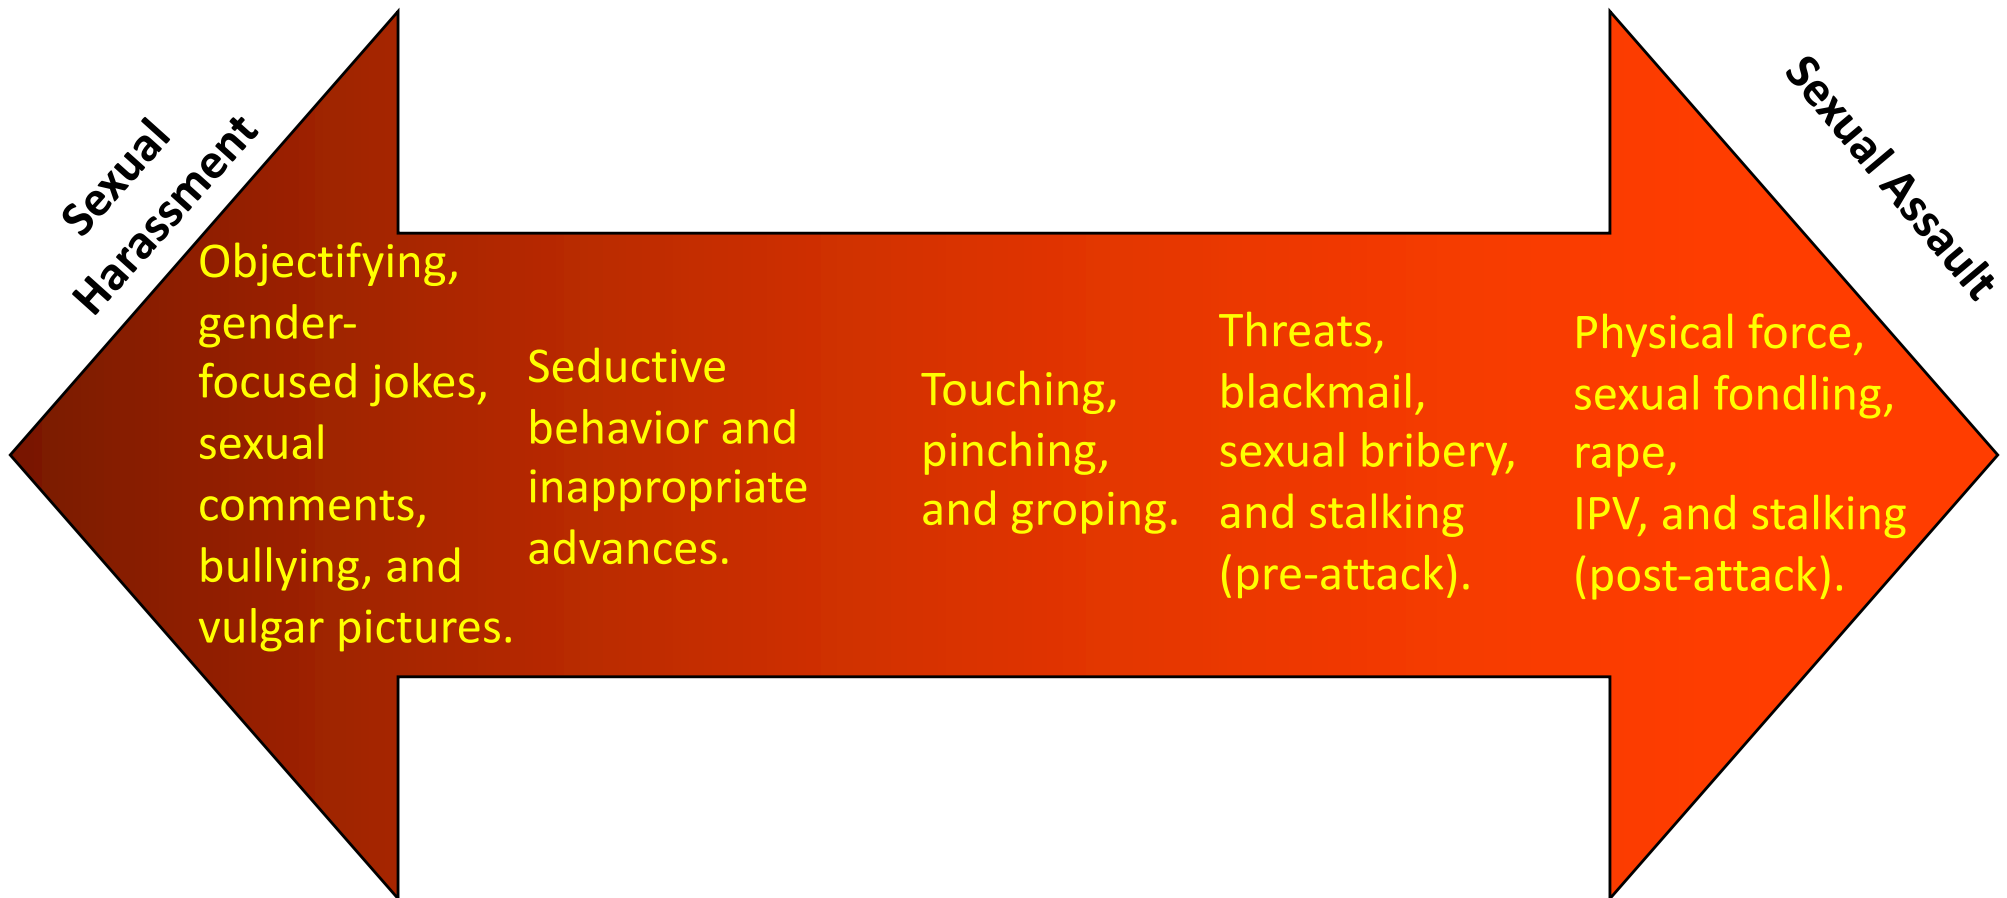 Sexual
Harassment
Objectifying,
gender-
focused jokes,
sexual
comments,
bullying, and
vulgar pictures.
Seductive
behavior and
inappropriate
advances.
Touching,
pinching,
and groping.
Threats,
blackmail,
sexual bribery,
and stalking
(pre-attack).
Physical force,
sexual fondling,
rape,
IPV, and stalking
(post-attack).
Sexual Assault